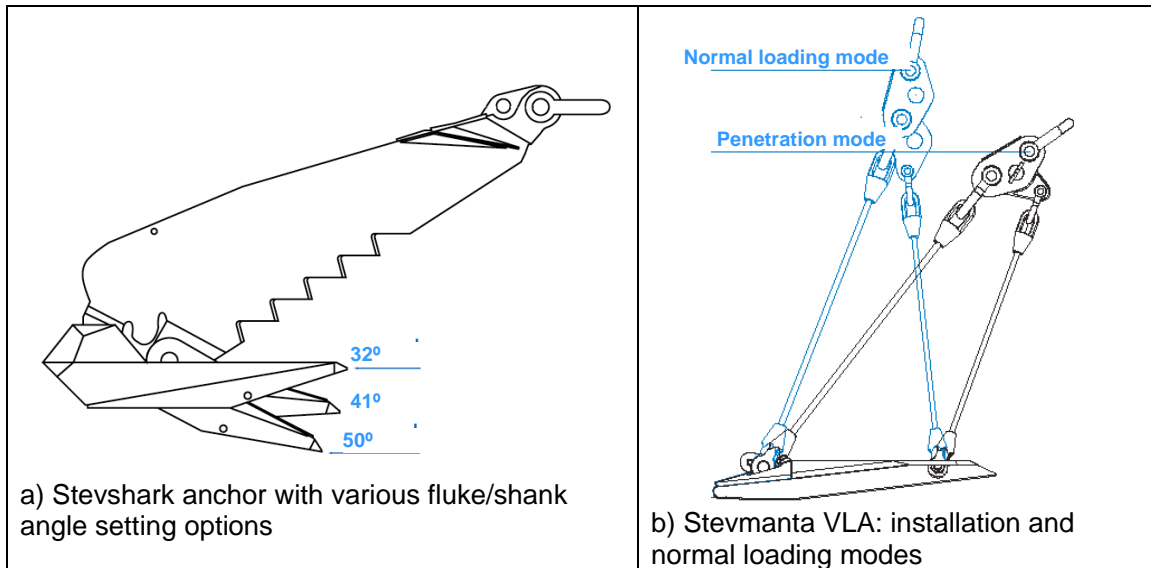 32º
41º
50º
a) Stevshark anchor with various fluke/shank
angle setting options
Normal loading mode
Penetration mode
b) Stevmanta VLA: installation and
normal loading modes